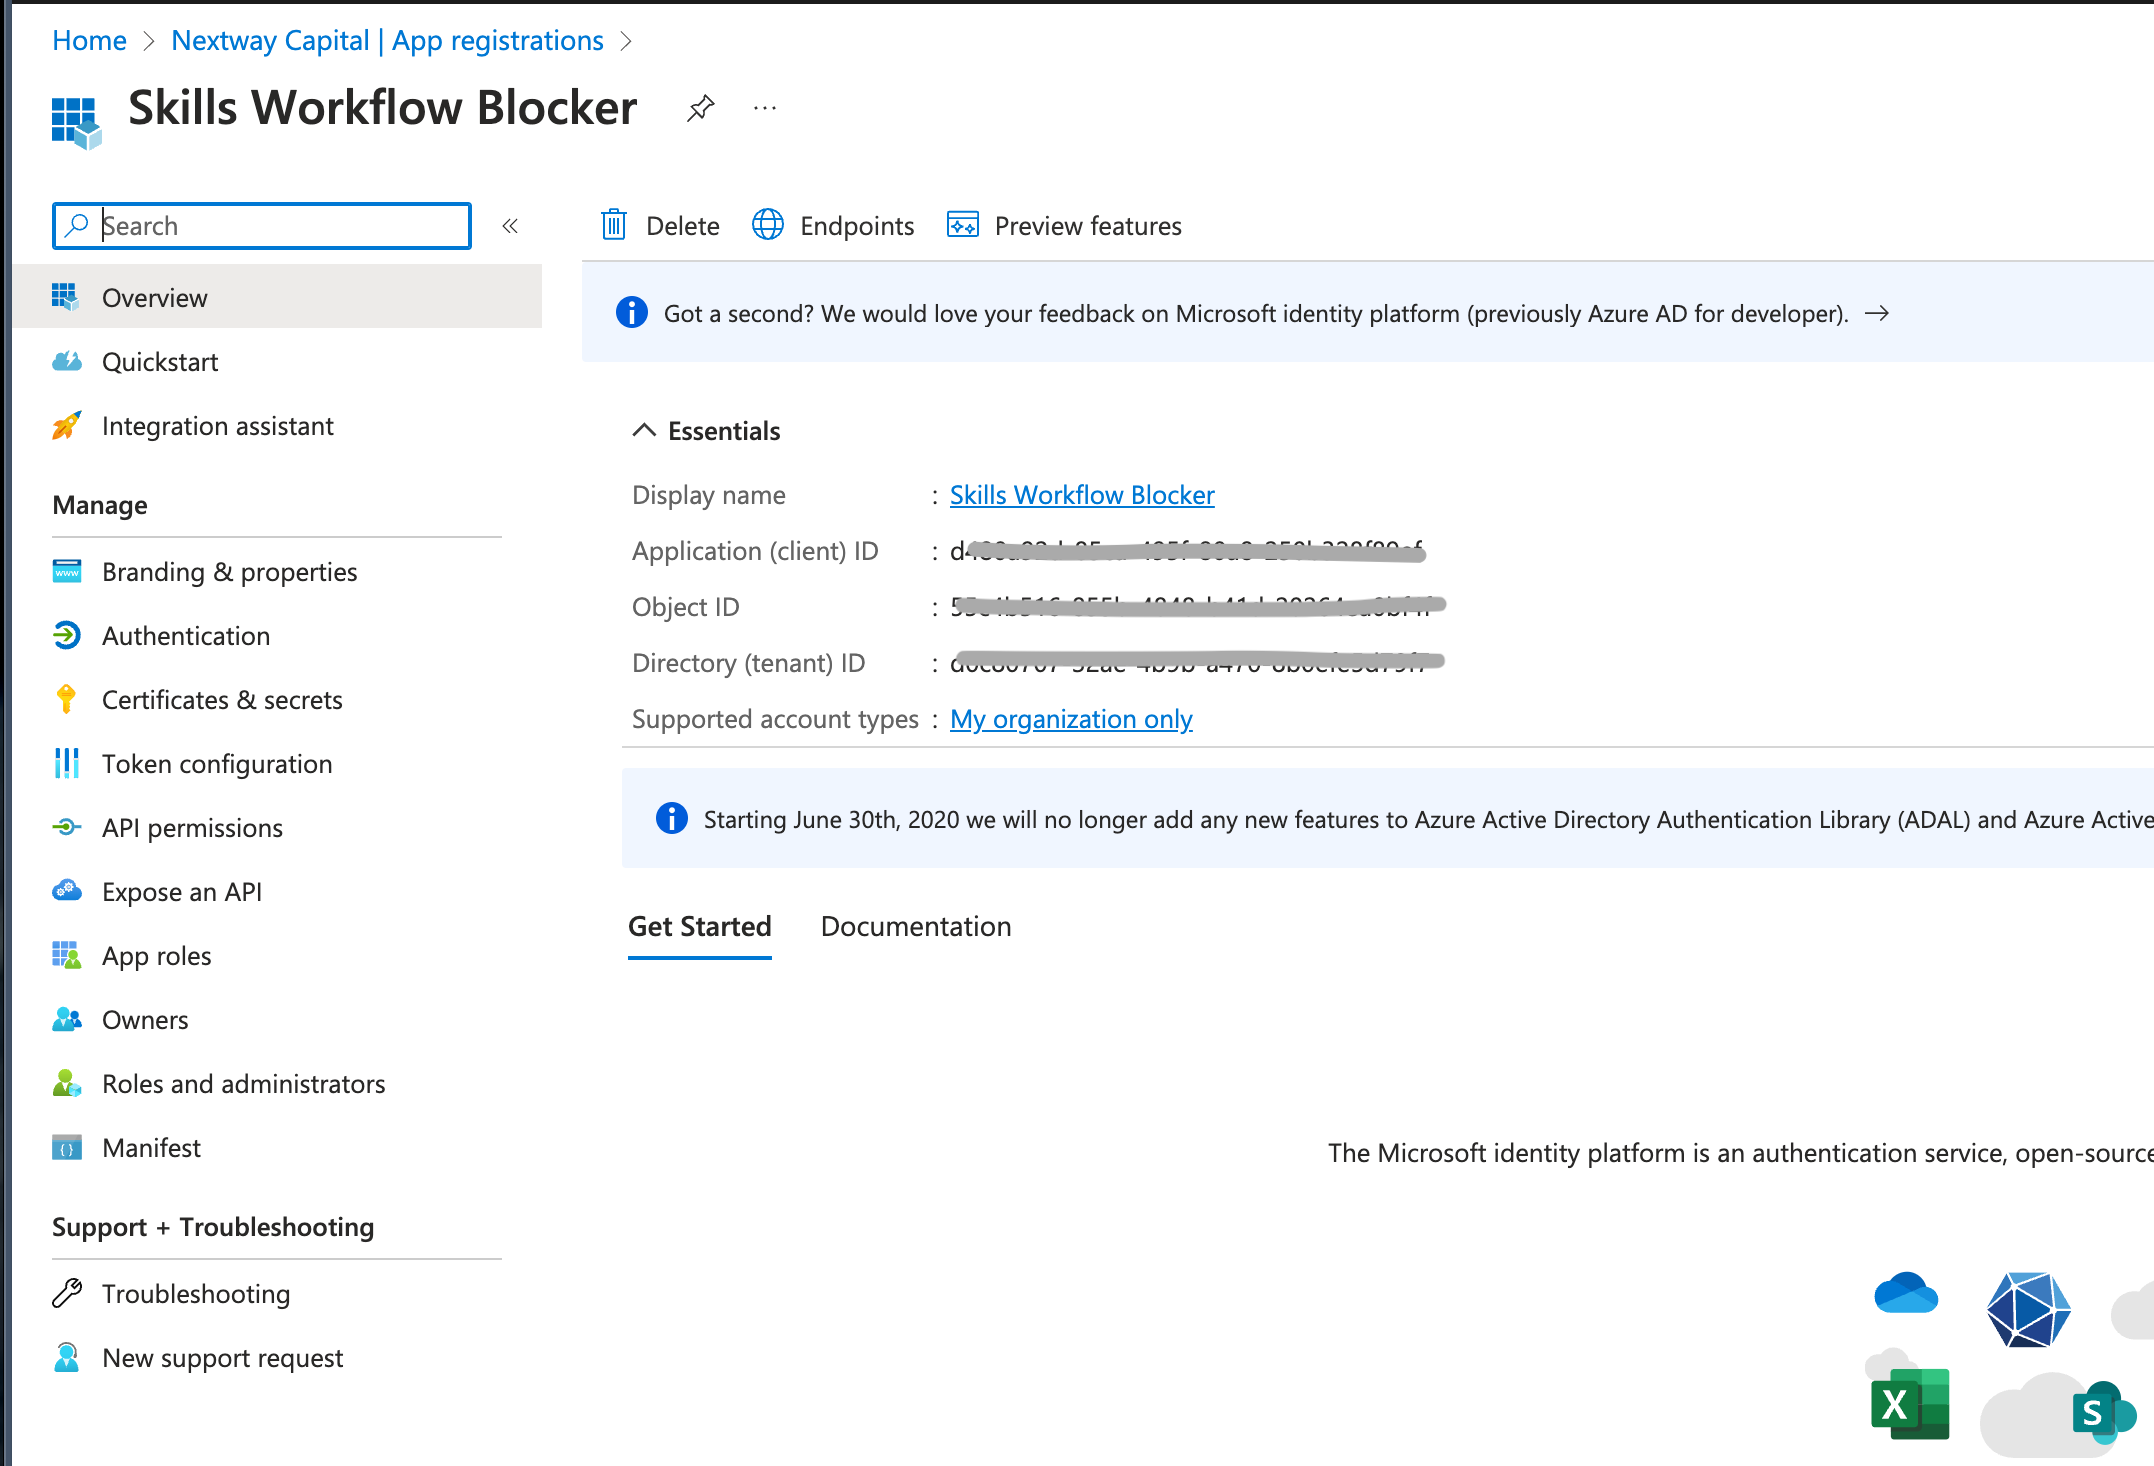 Home > Nextway Capital | App registrations >
Skills Workflow Blocker
...
Search
«
Delete
Endpoints
Preview features
Overview
Quickstart
Integration assistant
Manage
Branding & properties
Authentication
Certificates & secrets
Token configuration
API permissions
Expose an API
App roles
Owners
Roles and administrators
Manifest
Support + Troubleshooting
Troubleshooting
New support request
Got a second? We would love your feedback on Microsoft identity platform (previously Azure AD for developer). →
Essentials
Display name : Skills Workflow Blocker
Application (client) ID :
Object ID :
Directory (tenant) ID :
Supported account types : My organization only
Starting June 30th, 2020 we will no longer add any new features to Azure Active Directory Authentication Library (ADAL) and Azure Active
Get Started
Documentation
The Microsoft identity platform is an authentication service, open-source
X
S